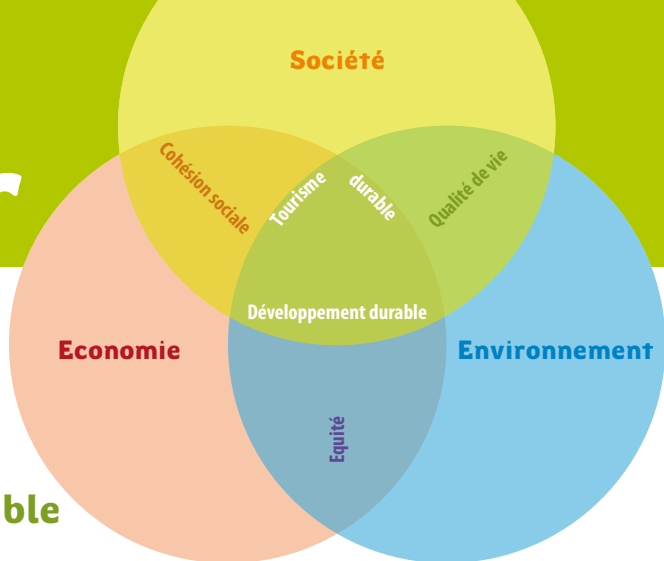 Société
Cohésion sociale
Tourisme durable
Qualité de vie
Développement durable
Economie
Environnement
Equité
ble